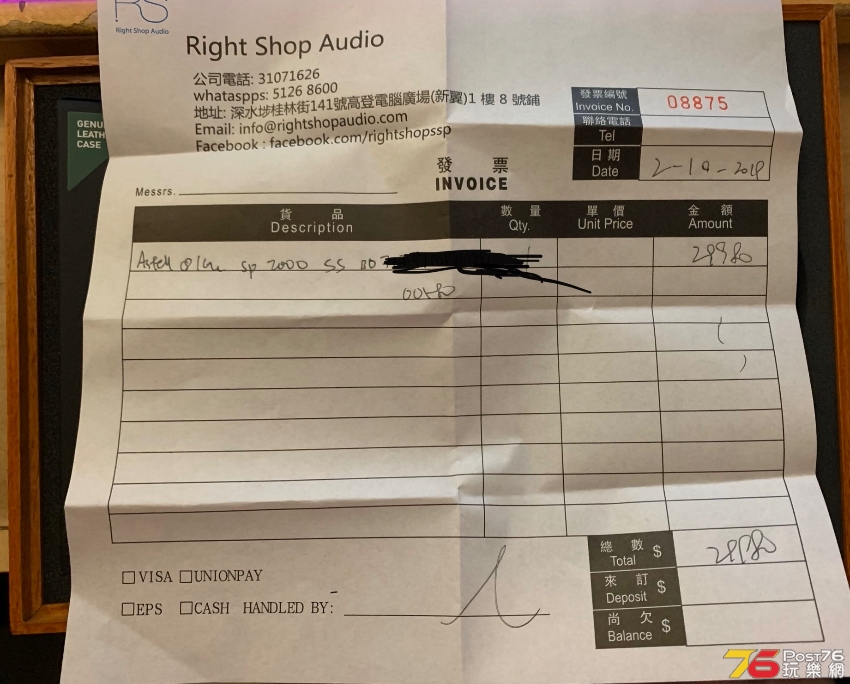 RS
Right Shop Audio
Right Shop Audio
公司電話: 31071626
whataspps: 5126 8600
地址: 深水埗桂林街141號高登電腦廣場(新翼)1 樓 8 號鋪
Email: info@rightshopaudio.com
Facebook : facebook.com/rightshopssp
GENU
LEATH
CASE
發票編號
Invoice No. 08875
聯絡電話
Tel
日期
Date 2-10-2019
發 票
INVOICE
Messrs.
貨 品 數 量 單 價 金 額
Description Qty. Unit Price Amount
sp 2000 SS 28980
總 數
Total $ 28980
來 訂
Deposit $
尚 欠
Balance $
VISA UNIONPAY
EPS CASH HANDLED BY:
76 Post76
玩樂網